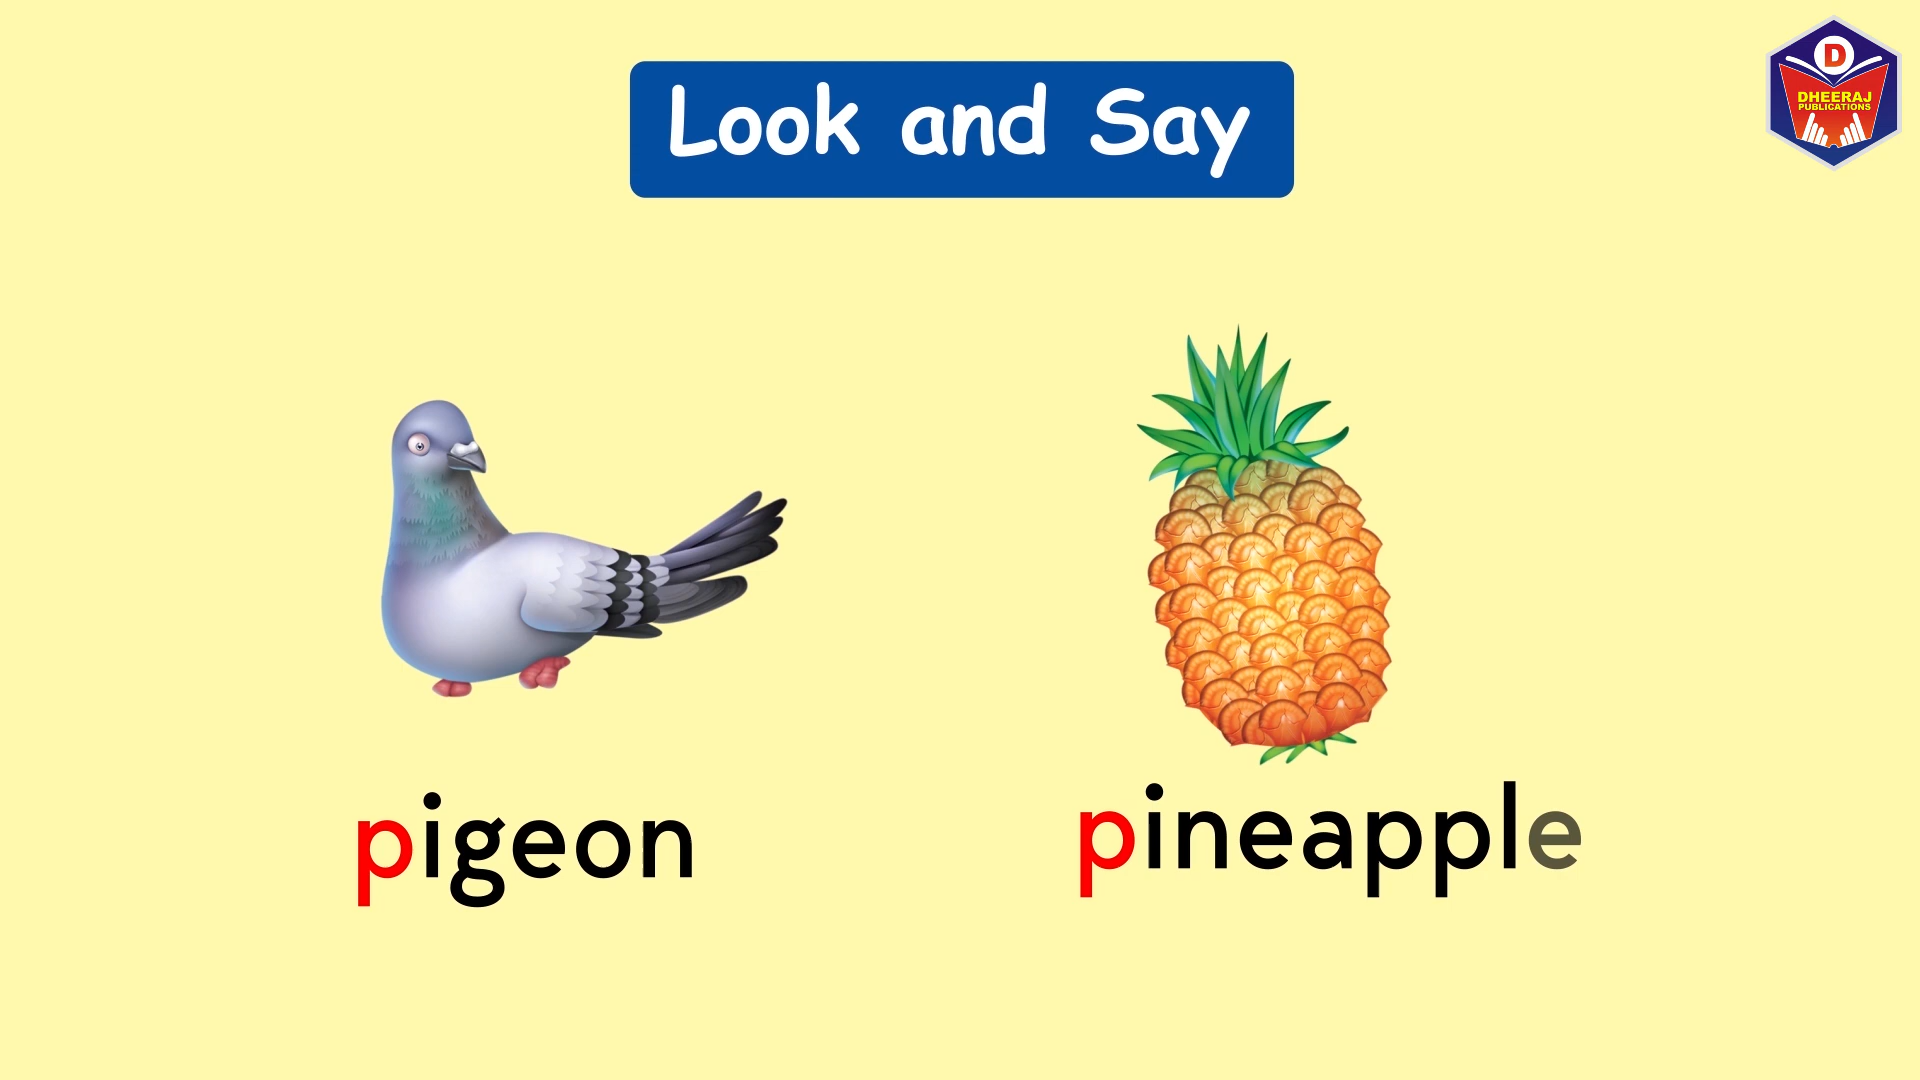 Look and Say
D
DHEERAJ
PUBLICATIONS
pigeon
pineapple